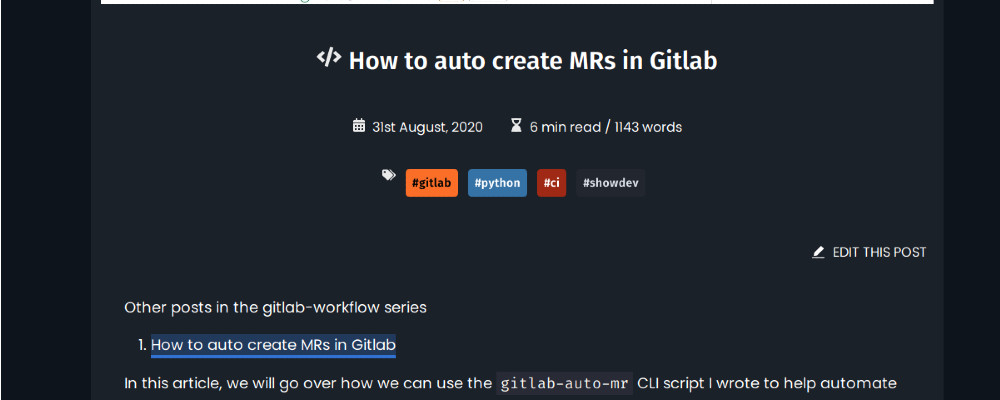 </> How to auto create MRs in Gitlab
31st August, 2020 6 min read / 1143 words
#gitlab #python #ci #showdev
EDIT THIS POST
Other posts in the gitlab-workflow series
1. How to auto create MRs in Gitlab
In this article, we will go over how we can use the gitlab-auto-mr CLI script I wrote to help automate